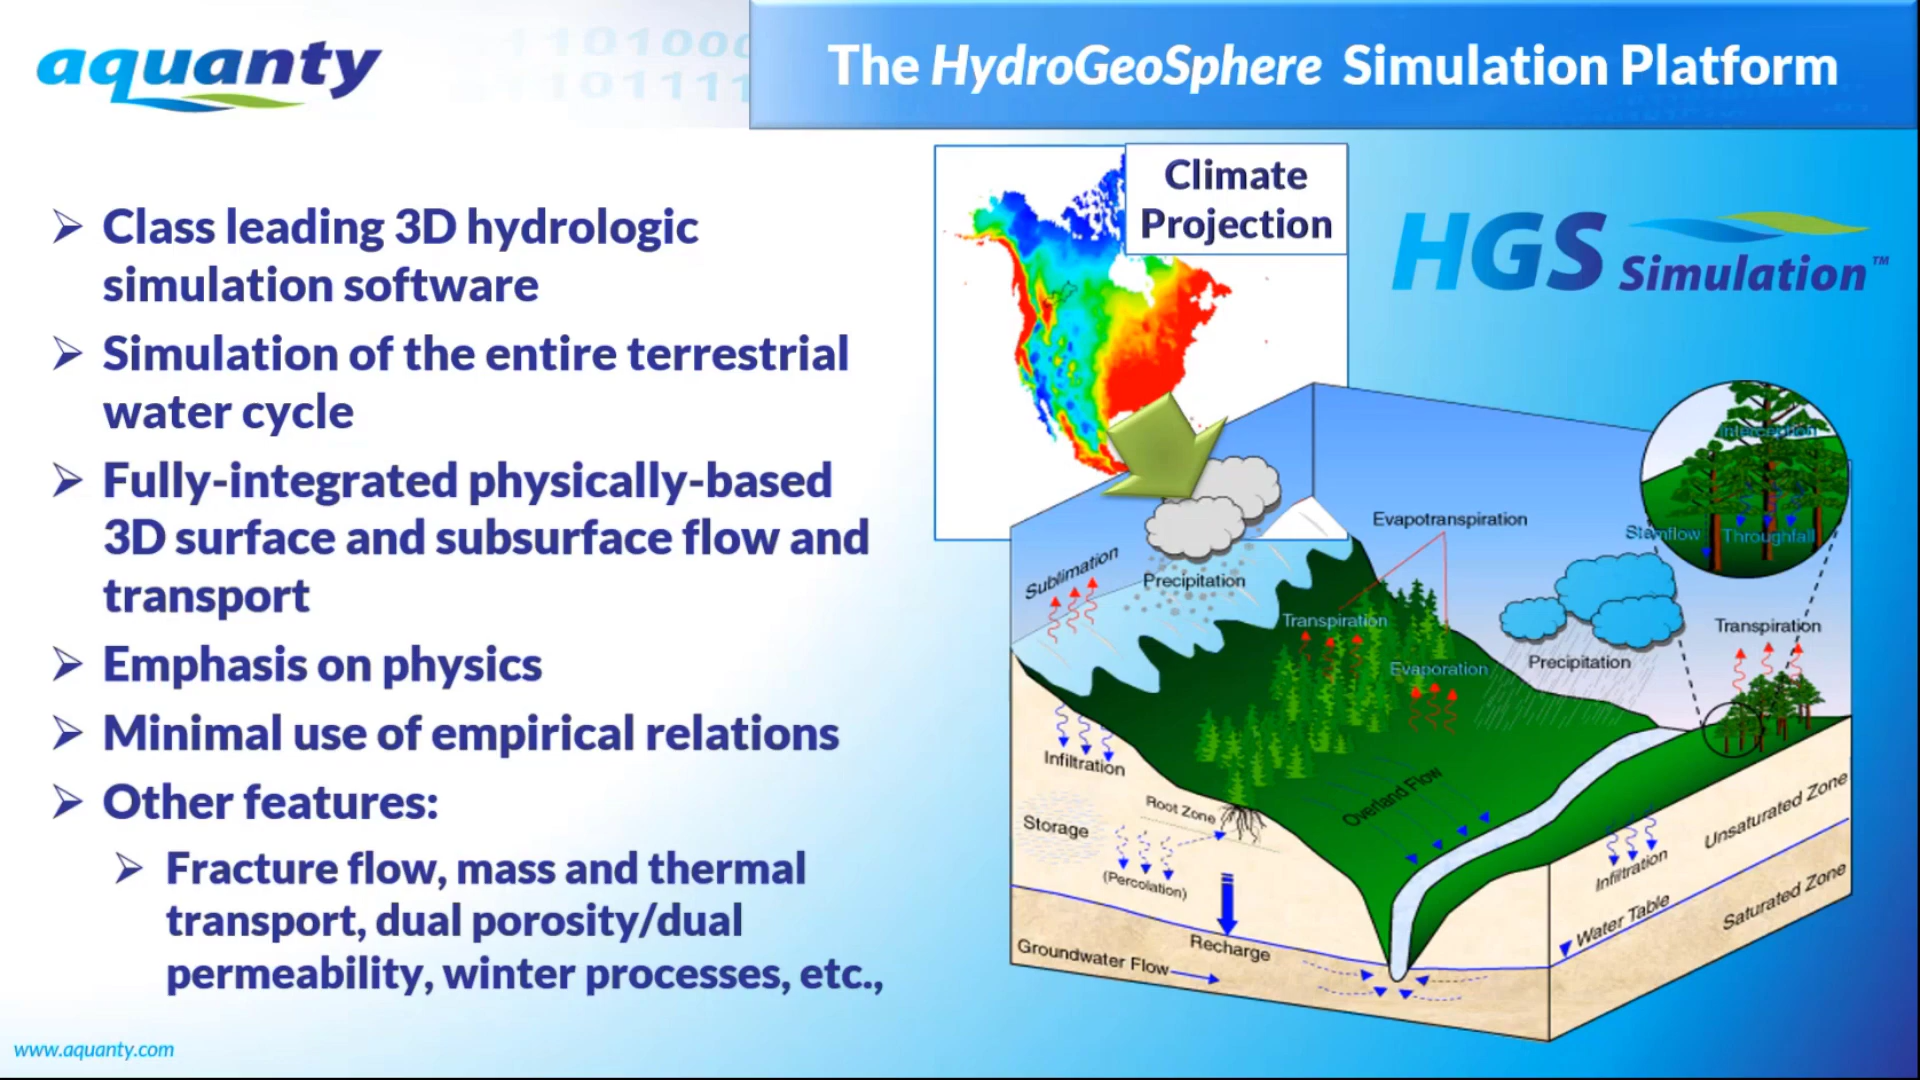 aquanty
The HydroGeoSphere Simulation Platform
➢ Class leading 3D hydrologic
simulation software
➢ Simulation of the entire terrestrial
water cycle
➢ Fully-integrated physically-based
3D surface and subsurface flow and
transport
➢ Emphasis on physics
➢ Minimal use of empirical relations
➢ Other features:
➢ Fracture flow, mass and thermal
transport, dual porosity/dual
permeability, winter processes, etc.,
www.aquanty.com
Climate
Projection
HGS Simulation™
Interception
Stemflow
Throughfall
Evapotranspiration
Sublimation
Precipitation
Transpiration
Evaporation
Precipitation
Transpiration
Infiltration
Root Zone
Storage
(Percolation)
Overland Flow
Recharge
Groundwater Flow
Infiltration
Unsaturated Zone
Water Table
Saturated Zone